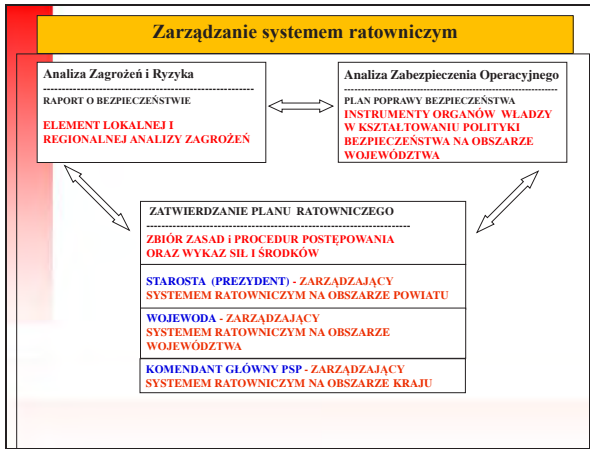 Zarządzanie systemem ratowniczym
Analiza Zagrożeń i Ryzyka
--------------------------------------------------
RAPORT O BEZPIECZEŃSTWIE
ELEMENT LOKALNEJ I
REGIONALNEJ ANALIZY ZAGROŻEŃ
Analiza Zabezpieczenia Operacyjnego
--------------------------------------------------
PLAN POPRAWY BEZPIECZEŃSTWA
INSTRUMENTY ORGANÓW WŁADZY
W KSZTAŁTOWANIU POLITYKI
BEZPIECZEŃSTWA NA OBSZARZE
WOJEWÓDZTWA
ZATWIERDZANIE PLANU RATOWNICZEGO
--------------------------------------------------------------
ZBIÓR ZASAD i PROCEDUR POSTĘPOWANIA
ORAZ WYKAZ SIŁ I ŚRODKÓW
STAROSTA (PREZYDENT) - ZARZĄDZAJĄCY
SYSTEMEM RATOWNICZYM NA OBSZARZE POWIATU
WOJEWODA - ZARZĄDZAJĄCY
SYSTEMEM RATOWNICZYM NA OBSZARZE
WOJEWÓDZTWA
KOMENDANT GŁÓWNY PSP - ZARZĄDZAJĄCY
SYSTEMEM RATOWNICZYM NA OBSZARZE KRAJU